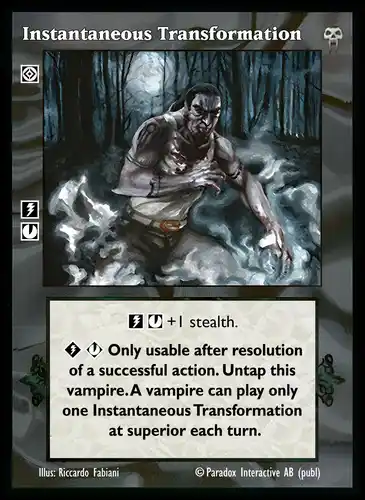 Instantaneous Transformation
+1 stealth.
Only usable after resolution
of a successful action. Untap this
vampire. A vampire can play only
one Instantaneous Transformation
at superior each turn.
Illus: Riccardo Fabiani © Paradox Interactive AB (publ)